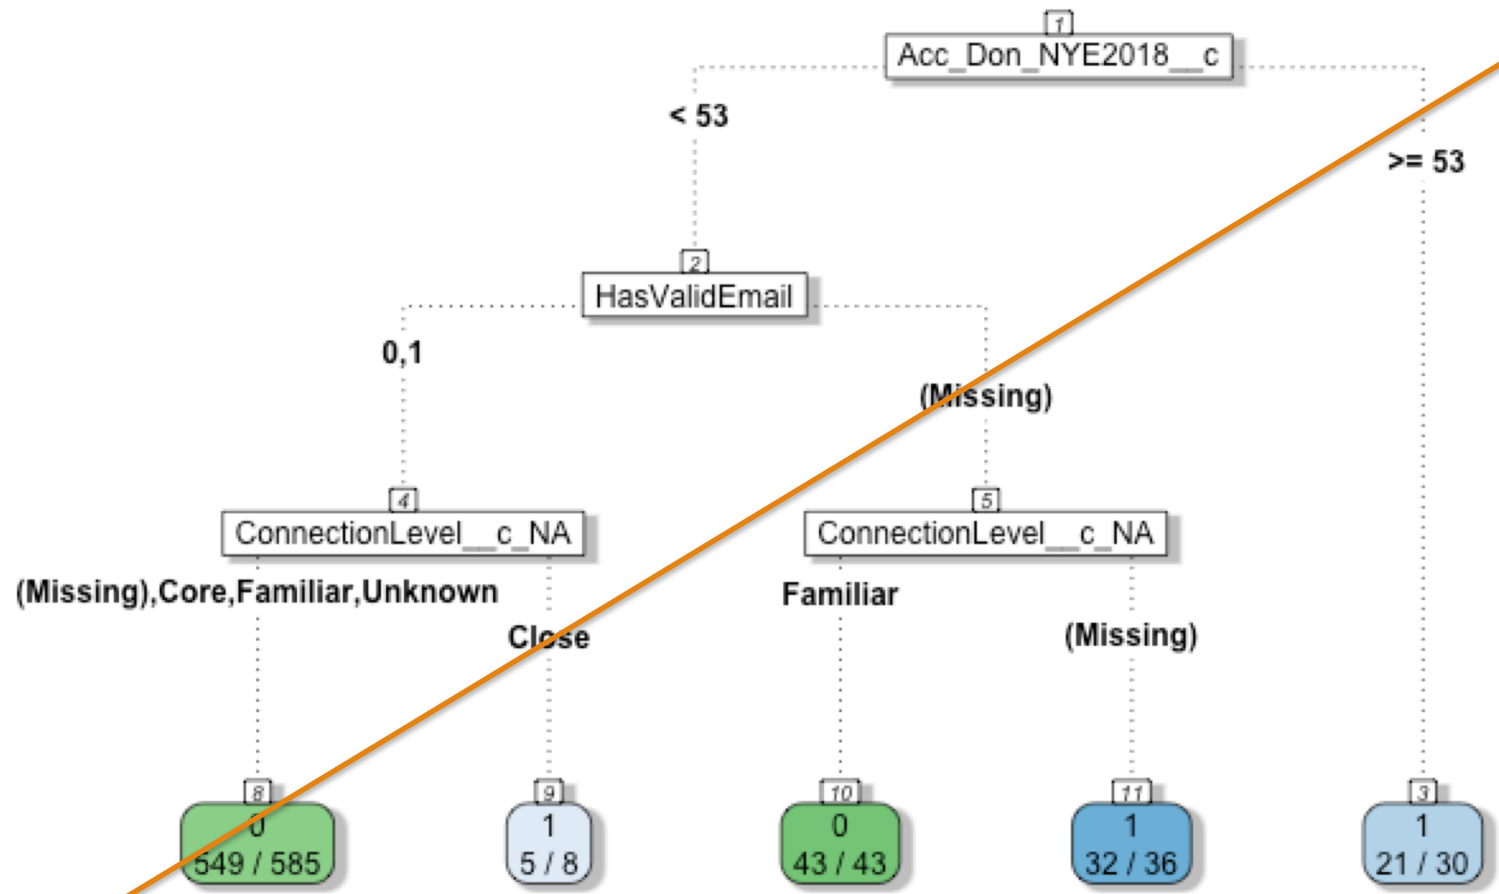 1
Acc_Don_NYE2018__c
< 53
>= 53
2
HasValidEmail
0,1
(Missing)
4
ConnectionLevel__c_NA
5
ConnectionLevel__c_NA
(Missing),Core,Familiar,Unknown
Close
Familiar
(Missing)
8
0
549 / 585
9
1
5 / 8
10
0
43 / 43
11
1
32 / 36
3
1
21 / 30